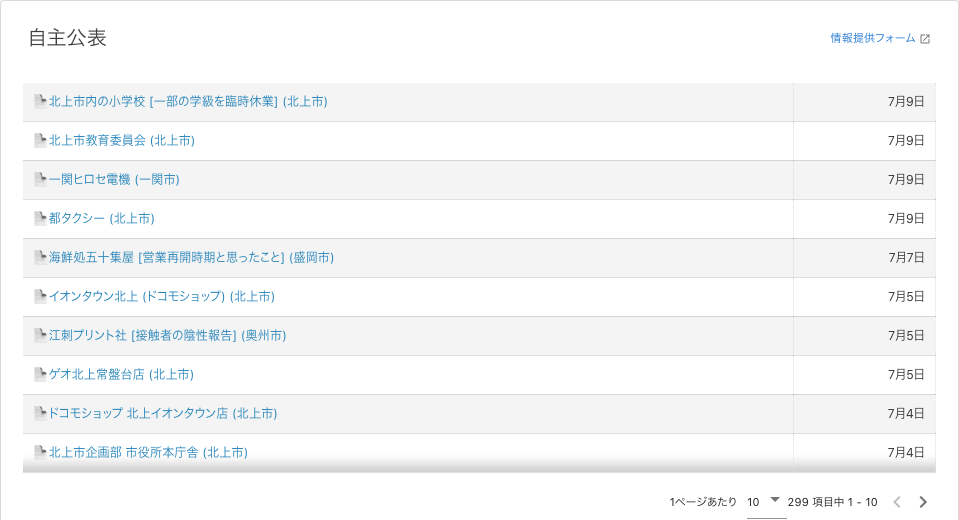 自主公表
情報提供フォーム
北上市内の小学校 [一部の学級を臨時休業] (北上市) 7月9日
北上市教育委員会 (北上市) 7月9日
一関ヒロセ電機 (一関市) 7月9日
都タクシー (北上市) 7月9日
海鮮処五十集屋 [営業再開時期と思ったこと] (盛岡市) 7月7日
イオンタウン北上 (ドコモショップ) (北上市) 7月5日
江刺プリント社 [接触者の陰性報告] (奥州市) 7月5日
ゲオ北上常盤台店 (北上市) 7月5日
ドコモショップ 北上イオンタウン店 (北上市) 7月4日
北上市企画部 市役所本庁舎 (北上市) 7月4日
1ページあたり 10 299 項目中 1 - 10